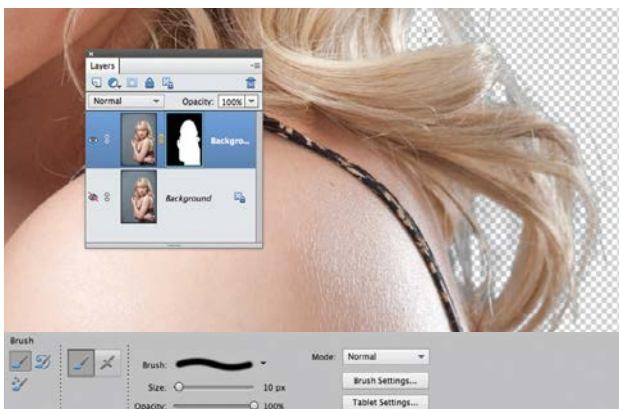 Layers
Normal Opacity: 100%
Backgro...
Background
Brush
Brush: Mode: Normal
Size: 10 px Brush Settings...
Opacity: 100% Tablet Settings...